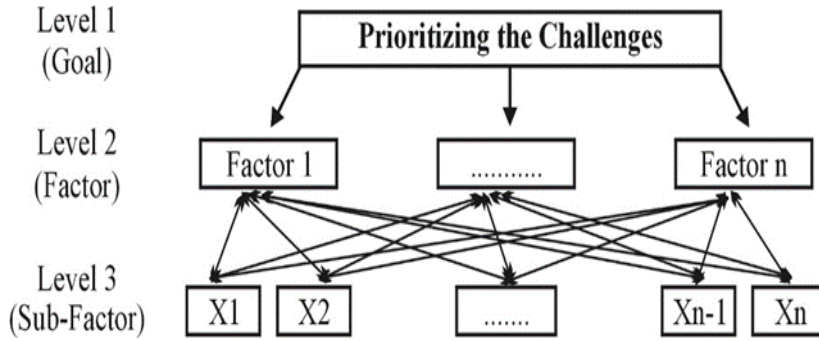 Level 1
(Goal)
Prioritizing the Challenges
Level 2
(Factor)
Factor 1
...........
Factor n
Level 3
(Sub-Factor)
X1
X2
.......
Xn-1
Xn